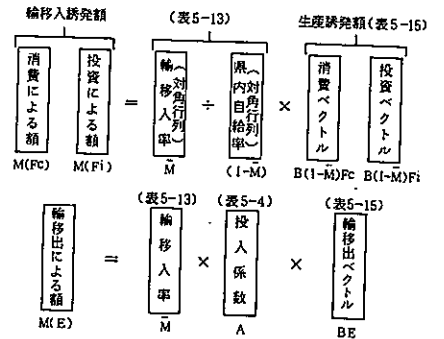 輸移入誘発額 (表5-13) 生産誘発額(表5-15)
消費による額 投資による額 = 輸移入率(対角行列) ÷ 県内自給率(対角行列) × 消費ベクトル 投資ベクトル
M(Fc) M(Fi) M̄ (I-M̄) B(I-M̄)Fc B(I-M̄)Fi
(表5-13) (表5-4) (表5-15)
輸移出による額 = 輸移入率 × 投入係数 × 輸移出ベクトル
M(E) M̄ A BE